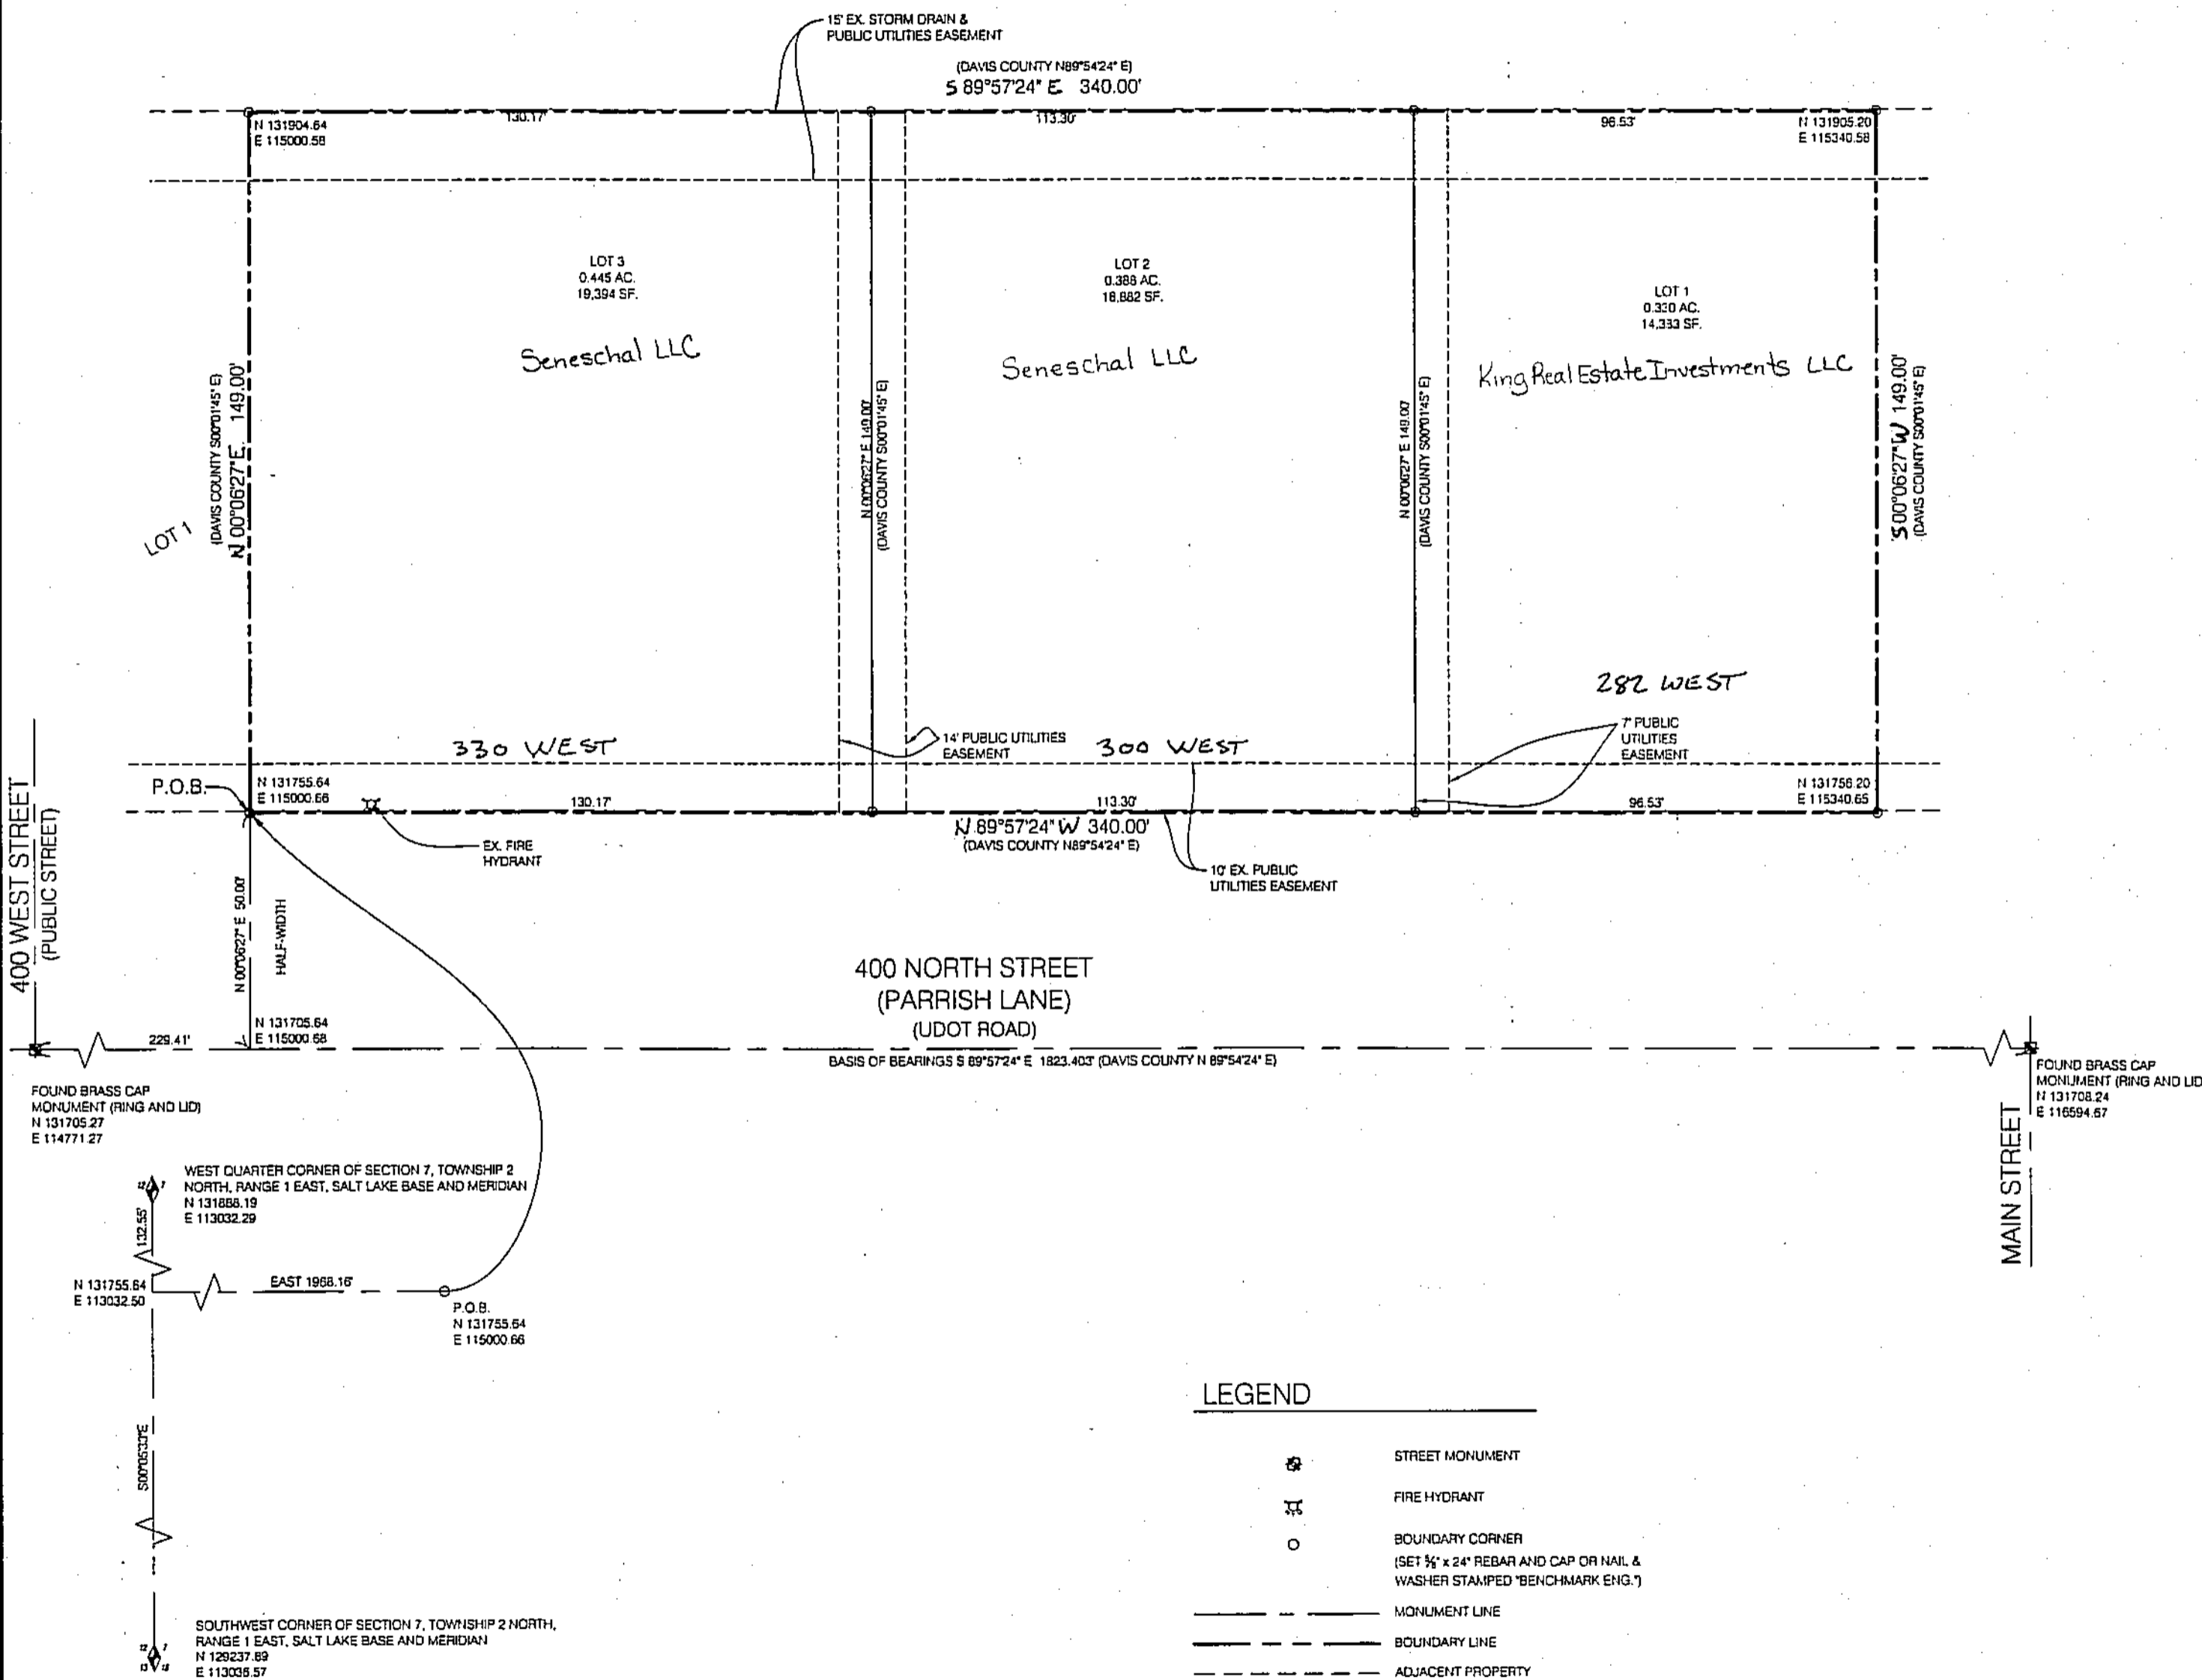 15' EX. STORM DRAIN &
PUBLIC UTILITIES EASEMENT
(DAVIS COUNTY N89°54'24" E)
S 89°57'24" E 340.00'
N 131904.64
E 115000.58
130.17'
113.30'
96.53'
N 131905.20
E 115340.58
LOT 3
0.445 AC.
19,394 SF.
Seneschal LLC
LOT 2
0.388 AC.
16,882 SF.
Seneschal LLC
LOT 1
0.330 AC.
14,383 SF.
King Real Estate Investments LLC
LOT 1
(DAVIS COUNTY S00°01'45" E)
N 00°06'27" E. 149.00'
N 00°06'27" E 149.00'
(DAVIS COUNTY S00°01'45" E)
N 00°06'27" E 149.00'
(DAVIS COUNTY S00°01'45" E)
S 00°06'27" W 149.00'
(DAVIS COUNTY S00°01'45" E)
330 WEST
14' PUBLIC UTILITIES
EASEMENT
300 WEST
282 WEST
7' PUBLIC
UTILITIES
EASEMENT
P.O.B.
N 131755.64
E 115000.66
130.17'
113.30'
96.53'
N 131756.20
E 115340.65
N 89°57'24" W 340.00'
(DAVIS COUNTY N89°54'24" E)
EX. FIRE
HYDRANT
10' EX. PUBLIC
UTILITIES EASEMENT
400 WEST STREET
(PUBLIC STREET)
N 00°06'27" E 50.00'
HALF-WIDTH
400 NORTH STREET
(PARRISH LANE)
(UDOT ROAD)
N 131705.64
E 115000.68
229.41'
BASIS OF BEARINGS S 89°57'24" E 1823.403' (DAVIS COUNTY N 89°54'24" E)
FOUND BRASS CAP
MONUMENT (RING AND LID)
N 131705.27
E 114771.27
FOUND BRASS CAP
MONUMENT (RING AND LID
N 131708.24
E 116594.67
MAIN STREET
WEST QUARTER CORNER OF SECTION 7, TOWNSHIP 2
NORTH, RANGE 1 EAST, SALT LAKE BASE AND MERIDIAN
N 131888.19
E 113032.29
12 7
132.55'
N 131755.64
E 113032.50
EAST 1968.16'
P.O.B.
N 131755.64
E 115000.66
S00°05'33"E
12 7
13 18
SOUTHWEST CORNER OF SECTION 7, TOWNSHIP 2 NORTH,
RANGE 1 EAST, SALT LAKE BASE AND MERIDIAN
N 129237.89
E 113036.57
LEGEND
STREET MONUMENT
FIRE HYDRANT
BOUNDARY CORNER
(SET ⅝" x 24" REBAR AND CAP OR NAIL &
WASHER STAMPED "BENCHMARK ENG.")
MONUMENT LINE
BOUNDARY LINE
ADJACENT PROPERTY